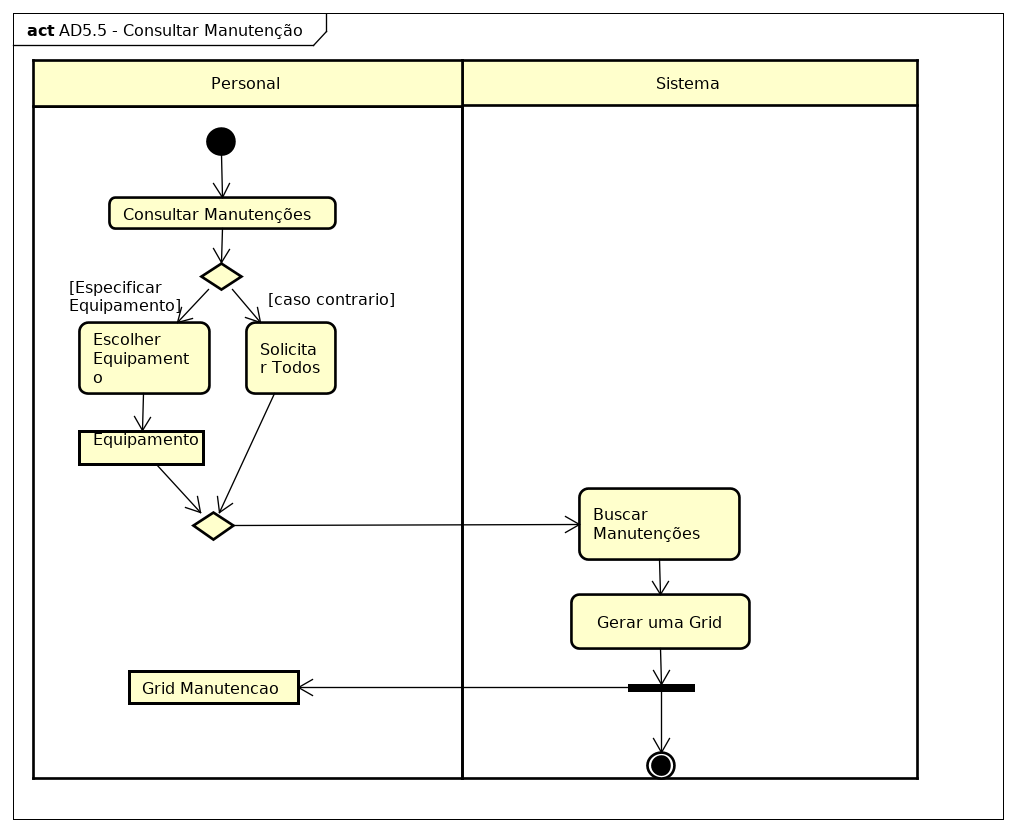 act AD5.5 - Consultar Manutenção
Personal
Sistema
Consultar Manutenções
[Especificar
Equipamento]
[caso contrario]
Escolher
Equipament
o
Solicita
r Todos
Equipamento
Buscar
Manutenções
Gerar uma Grid
Grid Manutencao